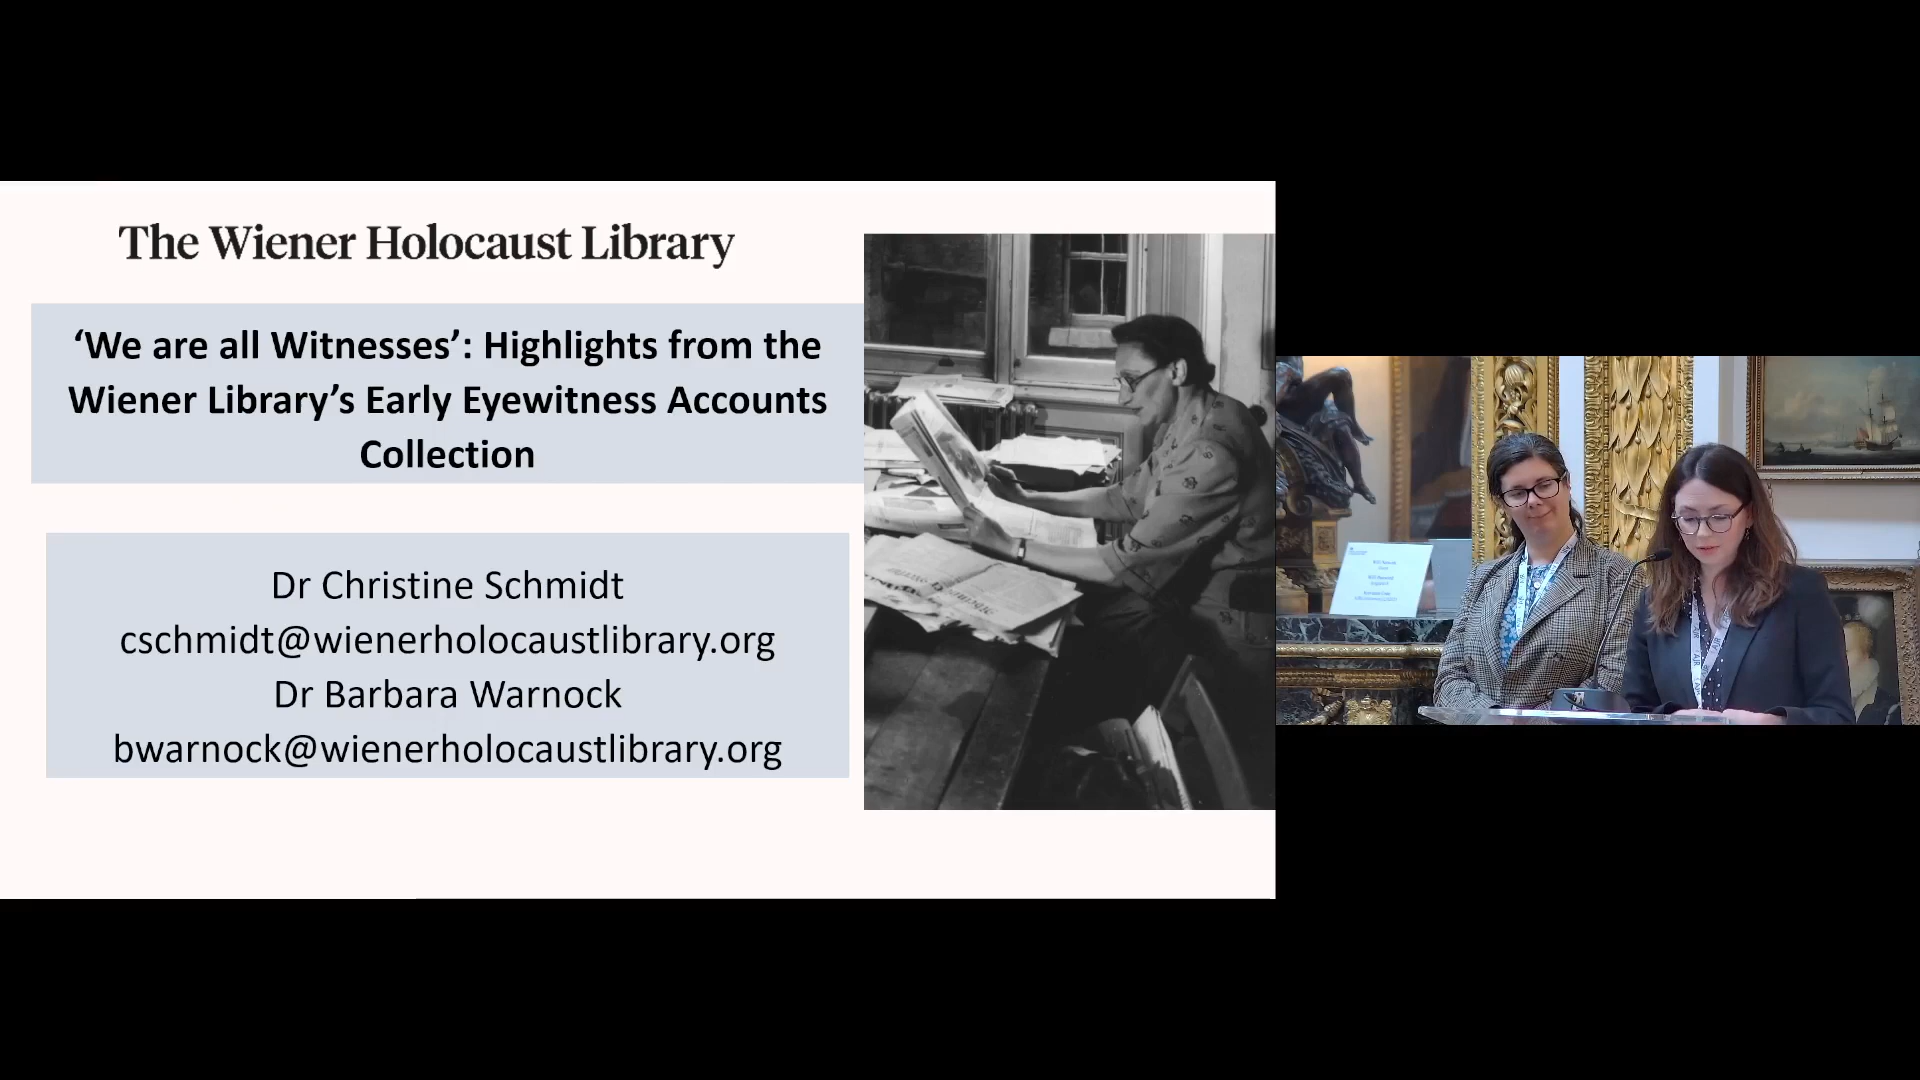 The Wiener Holocaust Library
‘We are all Witnesses’: Highlights from the
Wiener Library’s Early Eyewitness Accounts
Collection
Dr Christine Schmidt
cschmidt@wienerholocaustlibrary.org
Dr Barbara Warnock
bwarnock@wienerholocaustlibrary.org